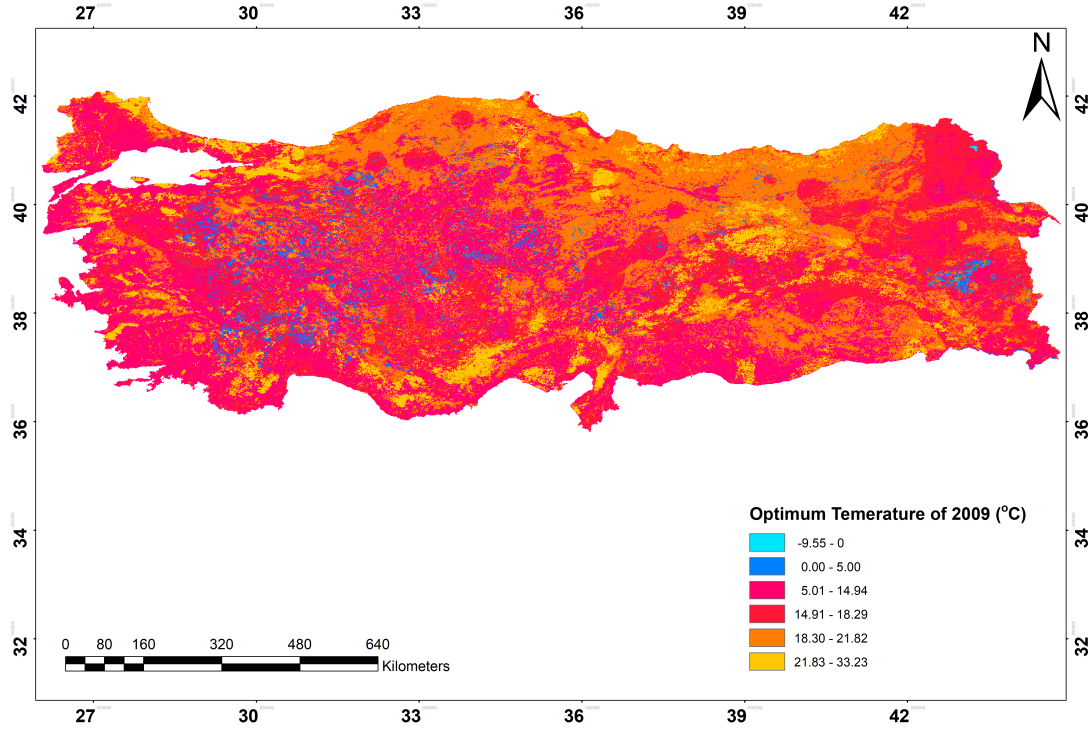 27 30 33 36 39 42
N
42 42
40 40
38 38
36 36
34 34
32 32
Optimum Temerature of 2009 (°C)
-9.55 - 0
0.00 - 5.00
5.01 - 14.94
14.91 - 18.29
18.30 - 21.82
21.83 - 33.23
0 80 160 320 480 640
Kilometers
27 30 33 36 39 42